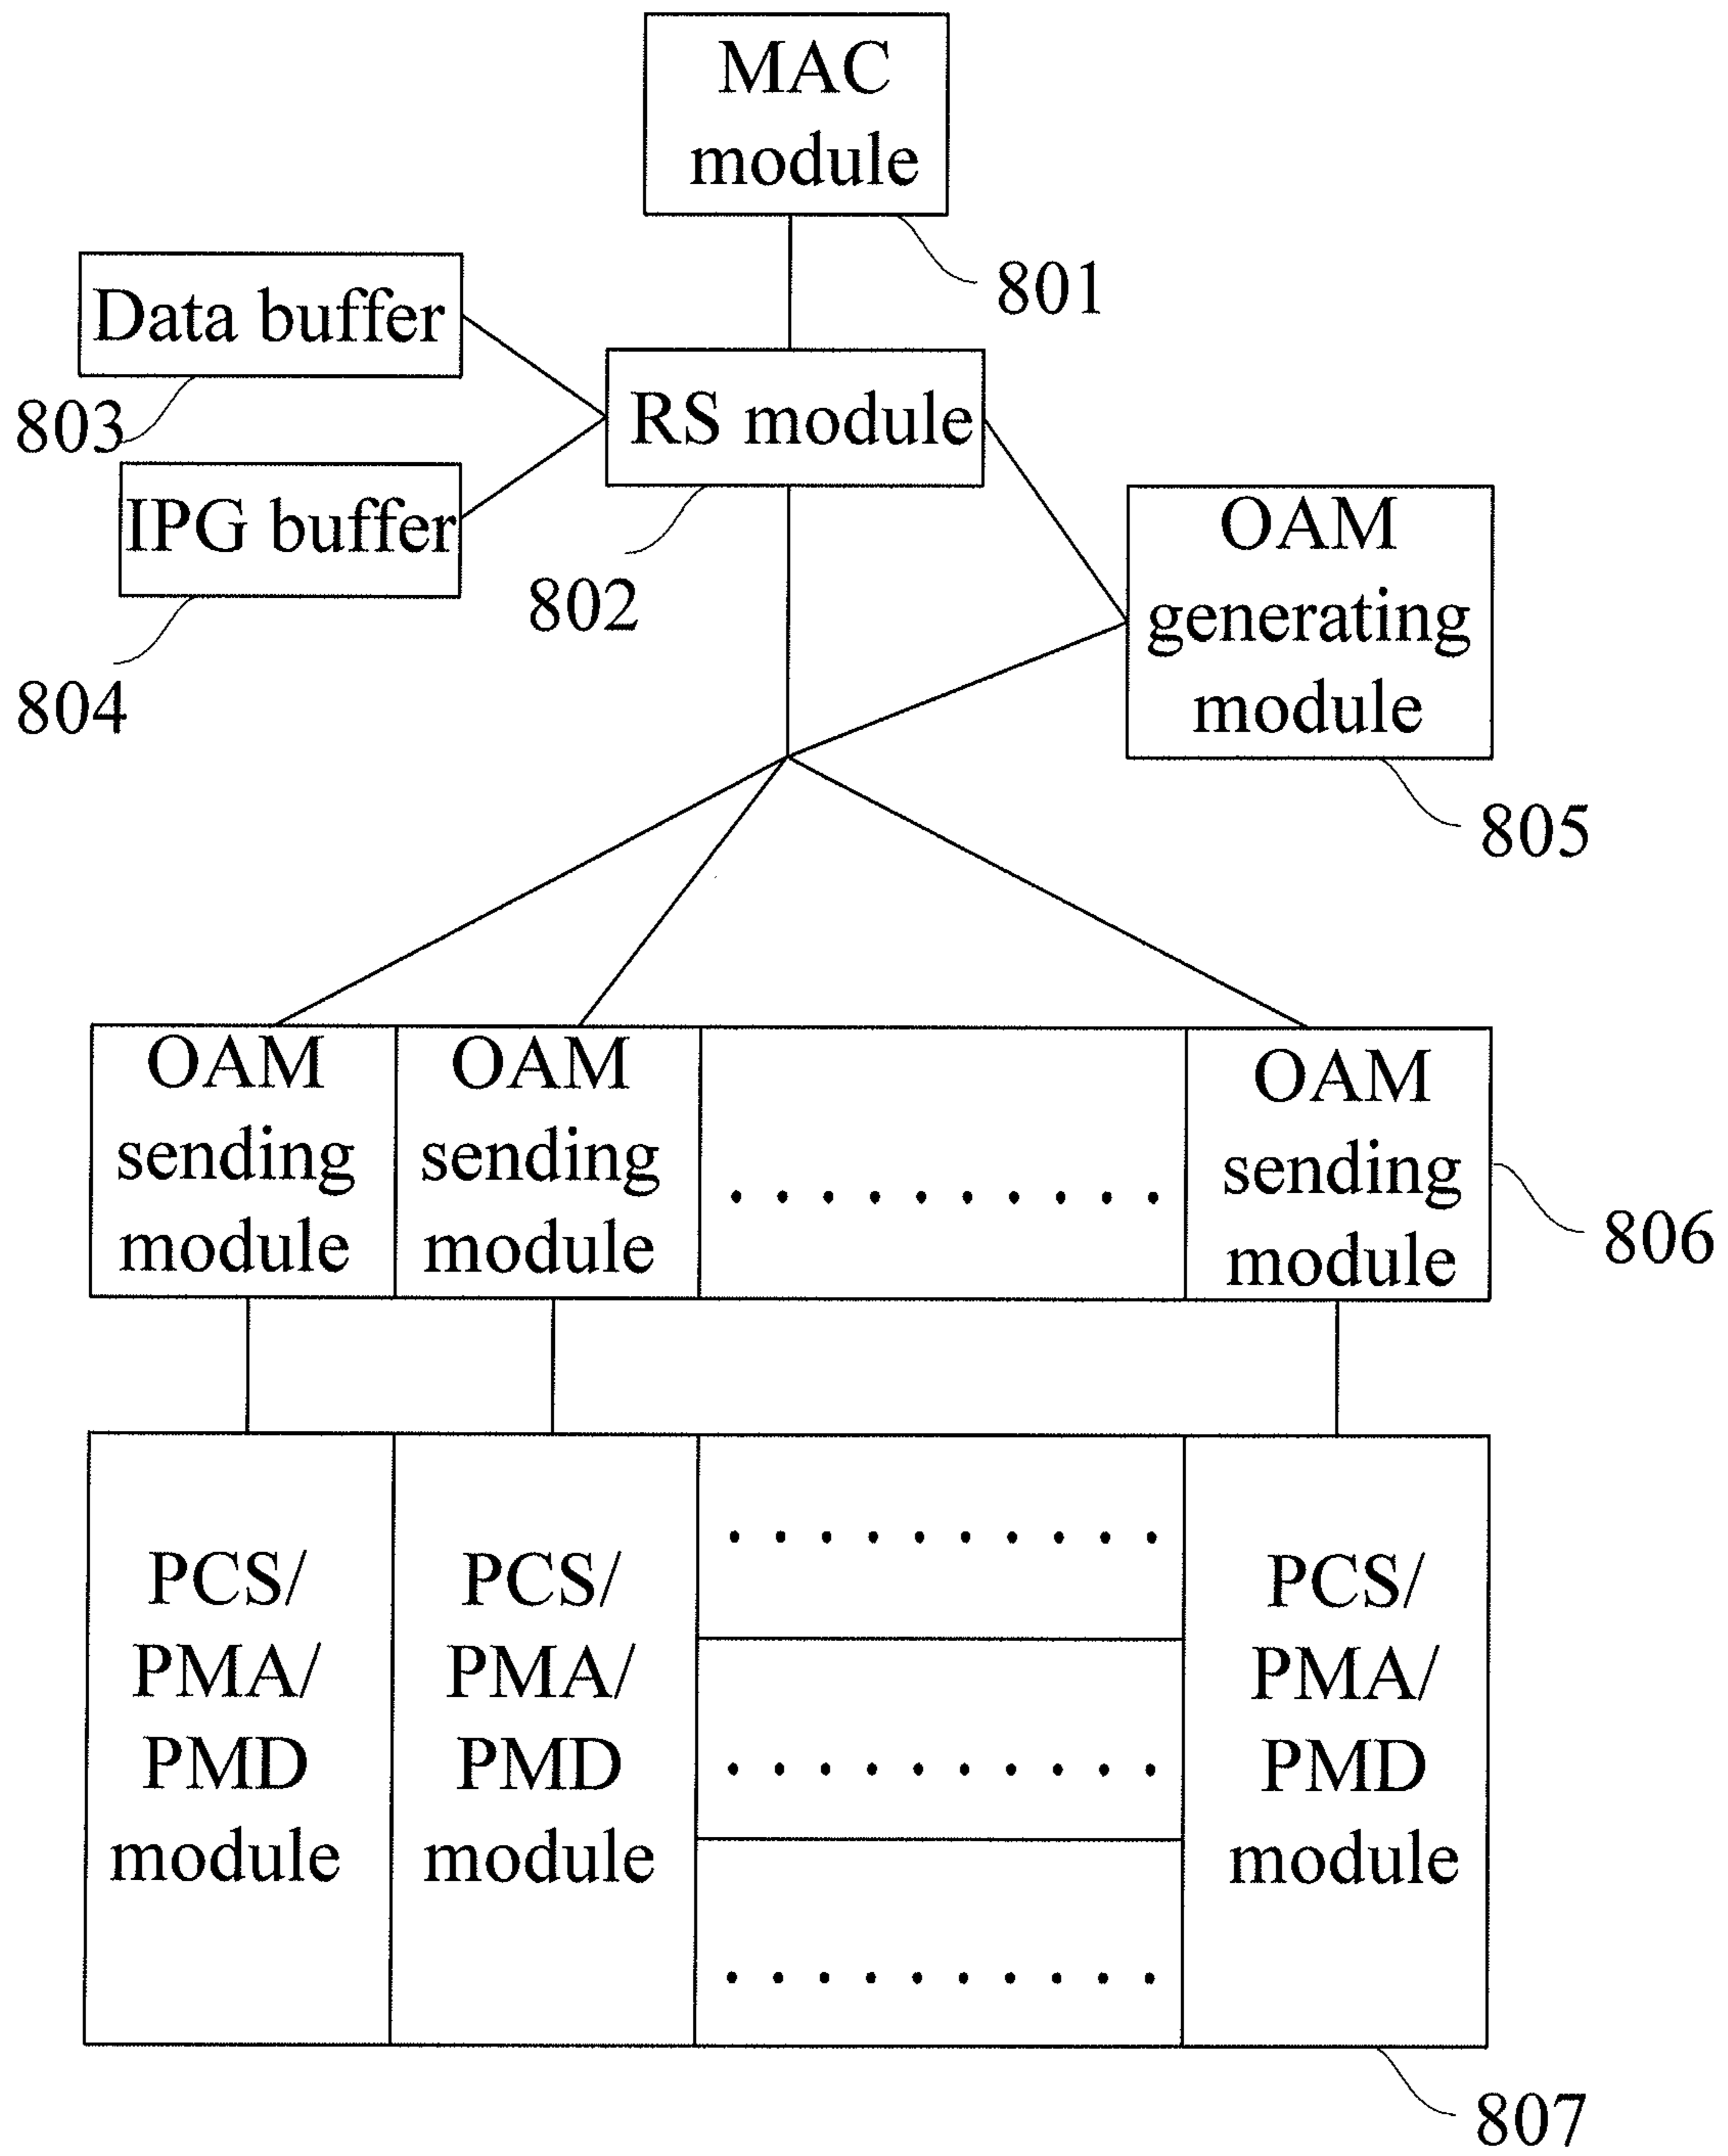 MAC
module
801
Data buffer
803
RS module
802
IPG buffer
804
OAM
generating
module
805
OAM
sending
module
OAM
sending
module
..........
OAM
sending
module
806
PCS/
PMA/
PMD
module
PCS/
PMA/
PMD
module
..........
..........
..........
PCS/
PMA/
PMD
module
807